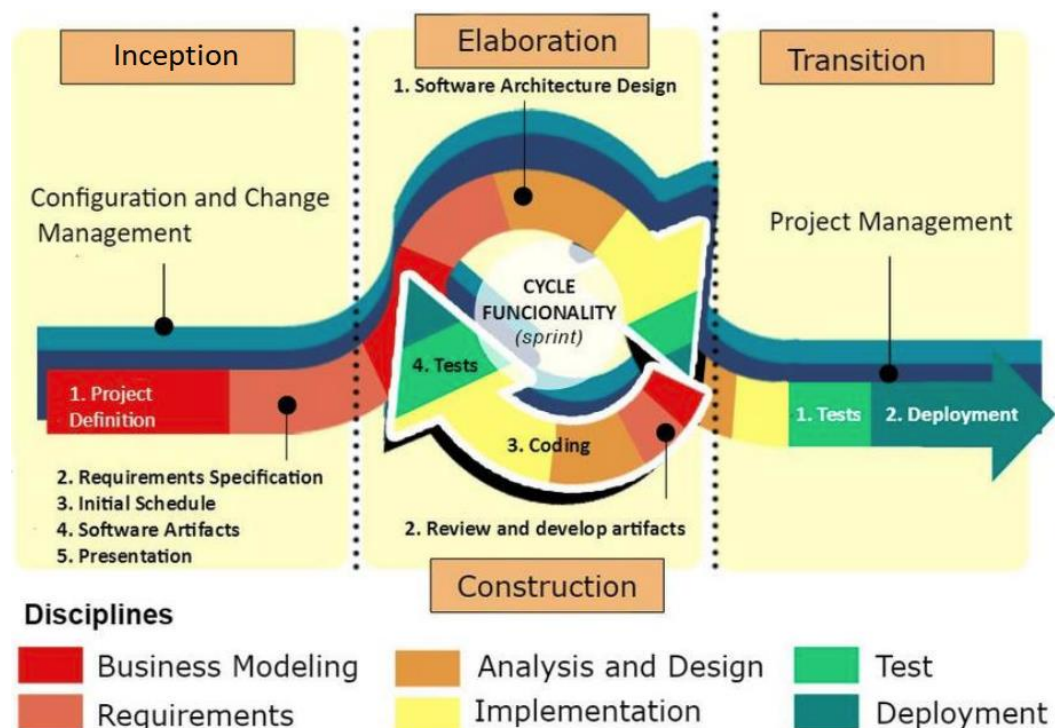 Inception
Elaboration
Transition
1. Software Architecture Design
Configuration and Change
Management
Project Management
CYCLE
FUNCIONALITY
(sprint)
4. Tests
1. Project
Definition
3. Coding
1. Tests
2. Deployment
2. Requirements Specification
3. Initial Schedule
4. Software Artifacts
5. Presentation
2. Review and develop artifacts
Construction
Disciplines
Business Modeling
Analysis and Design
Test
Requirements
Implementation
Deployment